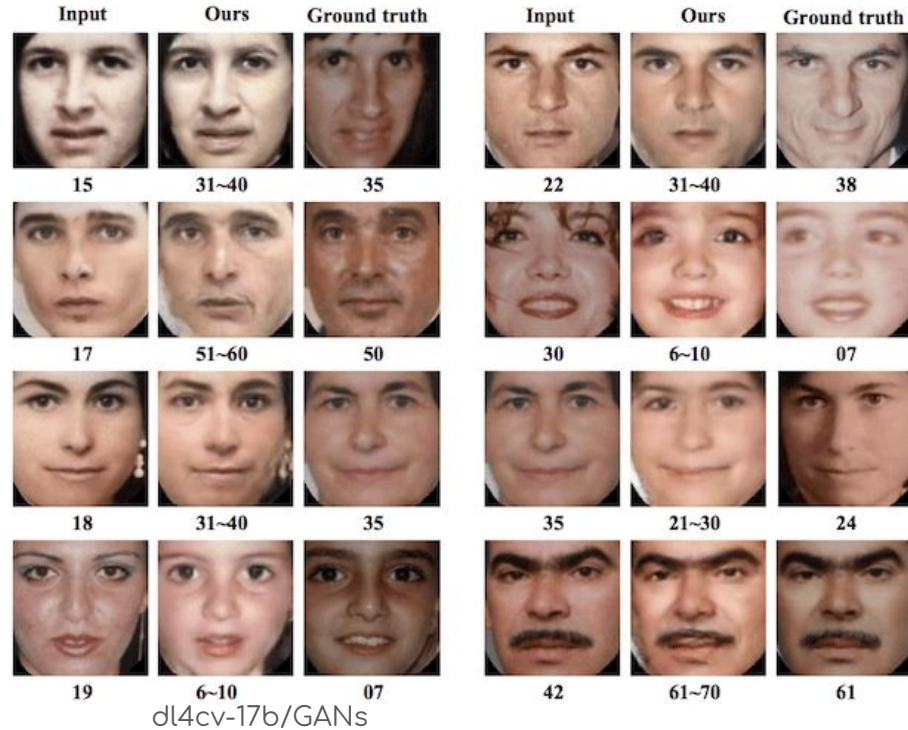 Input Ours Ground truth Input Ours Ground truth
15 31~40 35 22 31~40 38
17 51~60 50 30 6~10 07
18 31~40 35 35 21~30 24
19 6~10 07 42 61~70 61
dl4cv-17b/GANs